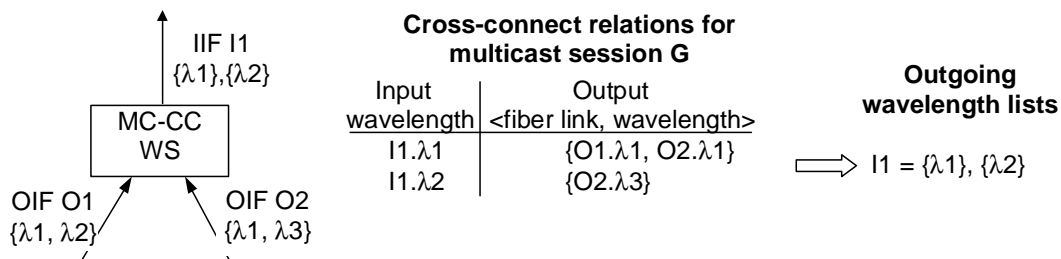 IIF I1
{λ1},{λ2}
MC-CC
WS
OIF O1
{λ1, λ2}
OIF O2
{λ1, λ3}
Cross-connect relations for
multicast session G
Input Output
wavelength <fiber link, wavelength>
I1.λ1 {O1.λ1, O2.λ1}
I1.λ2 {O2.λ3}
Outgoing
wavelength lists
I1 = {λ1}, {λ2}